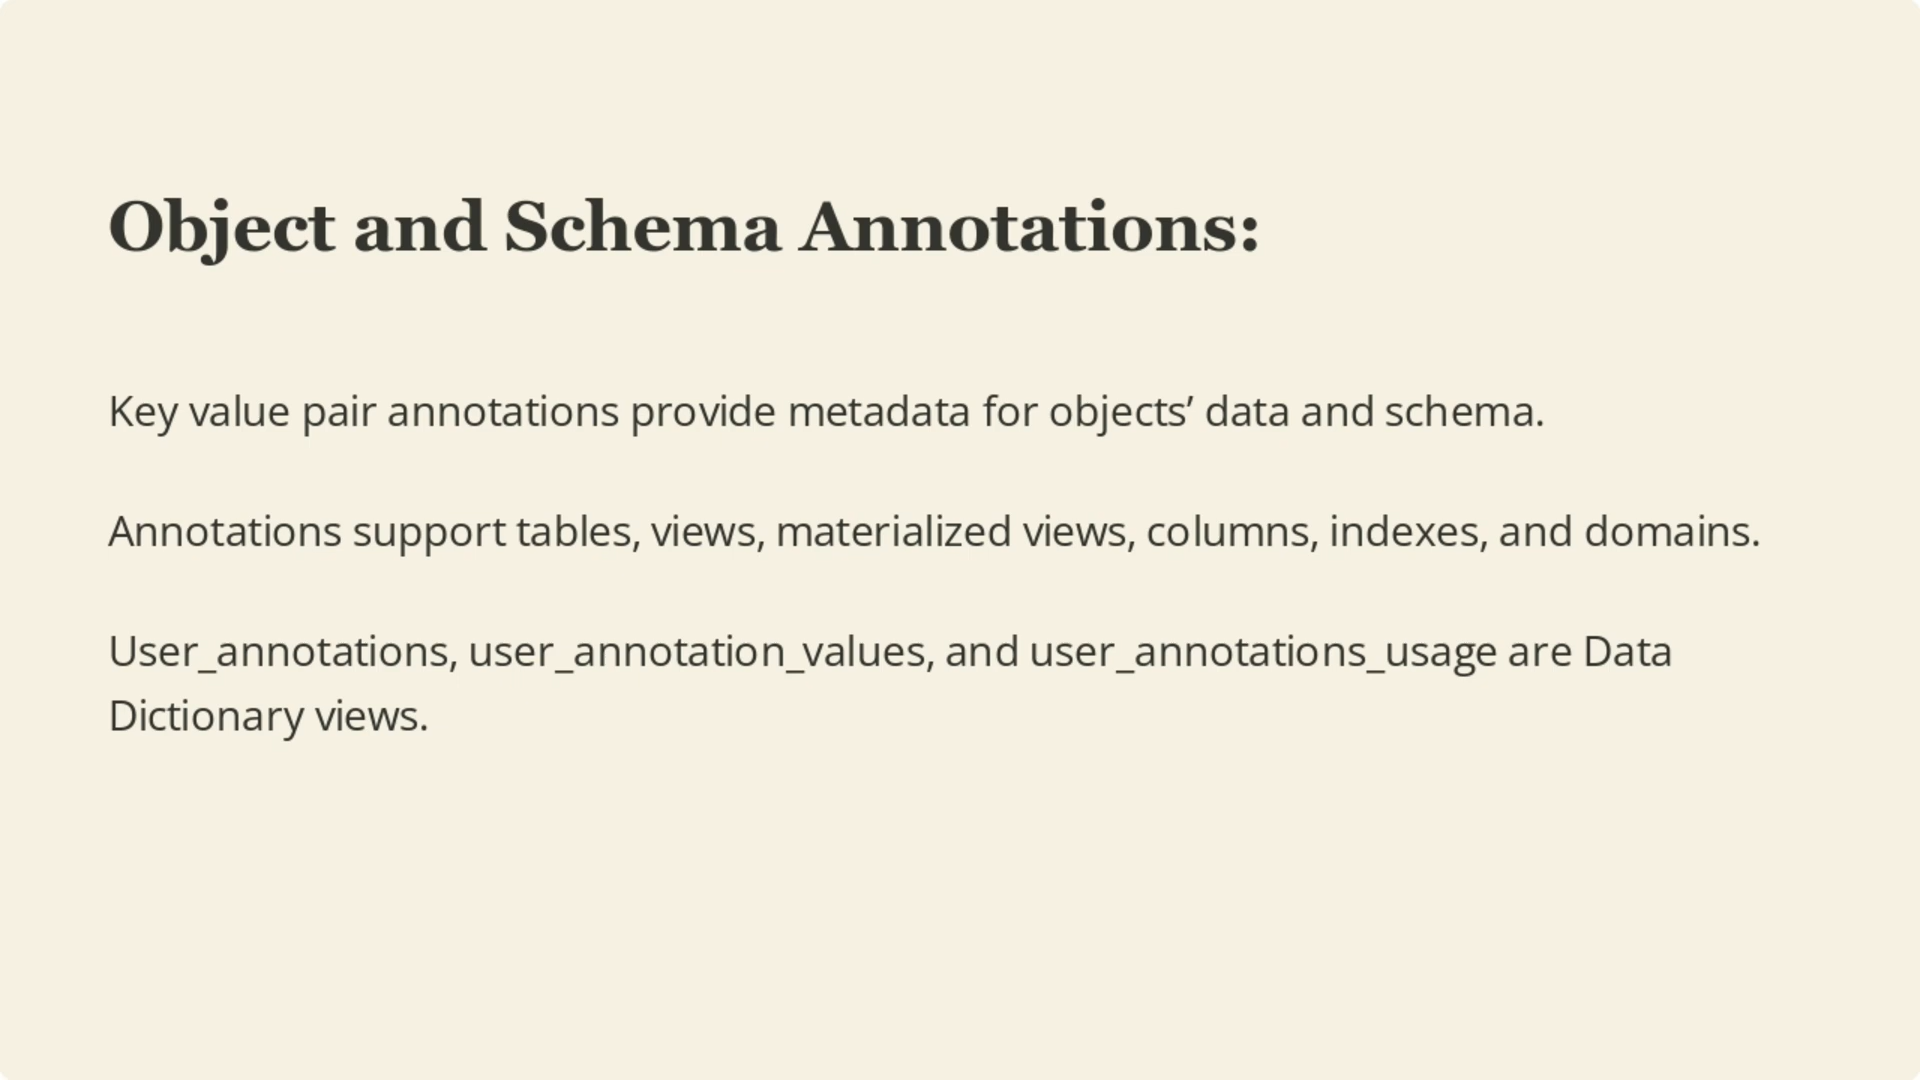 Object and Schema Annotations:
Key value pair annotations provide metadata for objects’ data and schema.
Annotations support tables, views, materialized views, columns, indexes, and domains.
User_annotations, user_annotation_values, and user_annotations_usage are Data
Dictionary views.